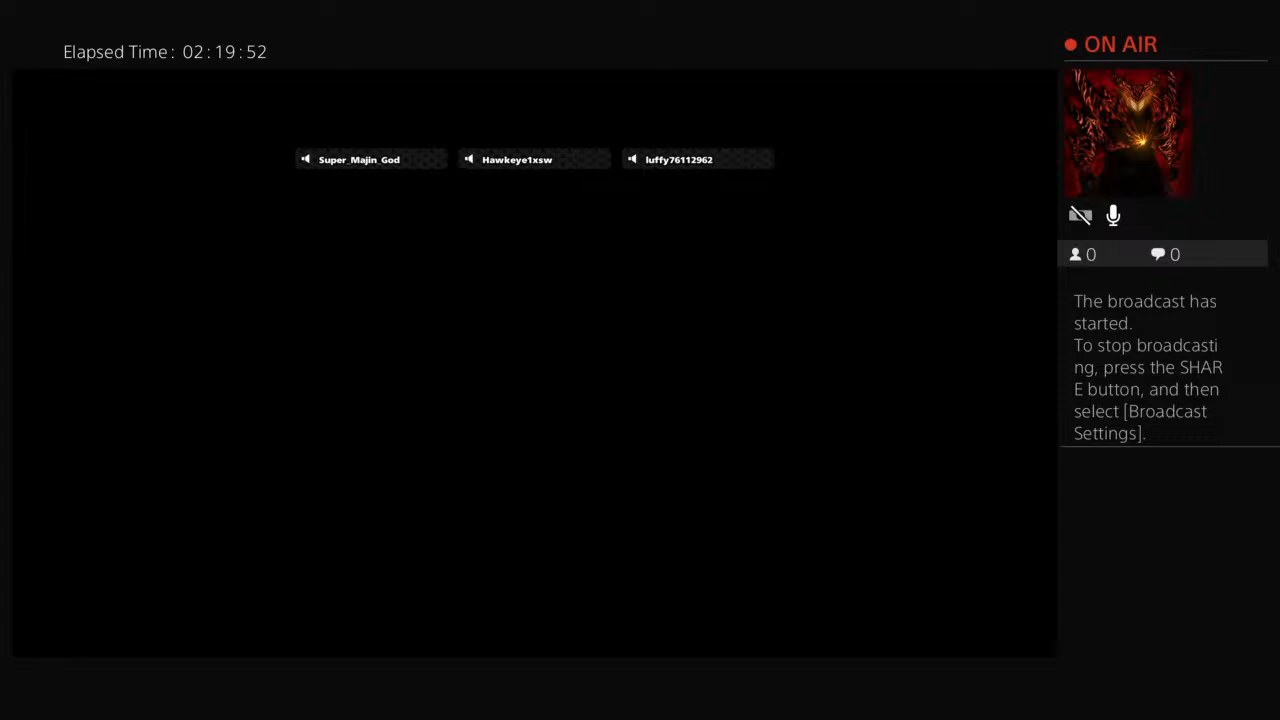 Elapsed Time: 02:19:52
ON AIR
Super_Majin_God
Hawkeye1xsw
luffy76112962
0
0
The broadcast has
started.
To stop broadcasti
ng, press the SHAR
E button, and then
select [Broadcast
Settings].